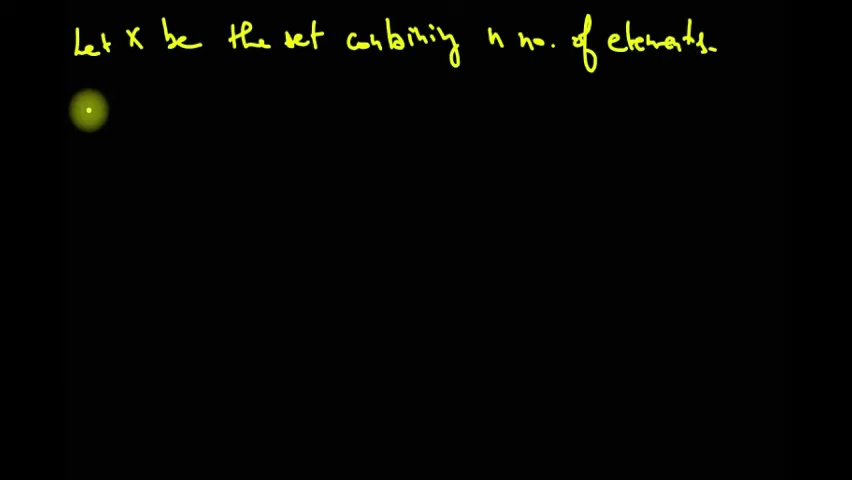 Let X be the set containing n no. of elements.